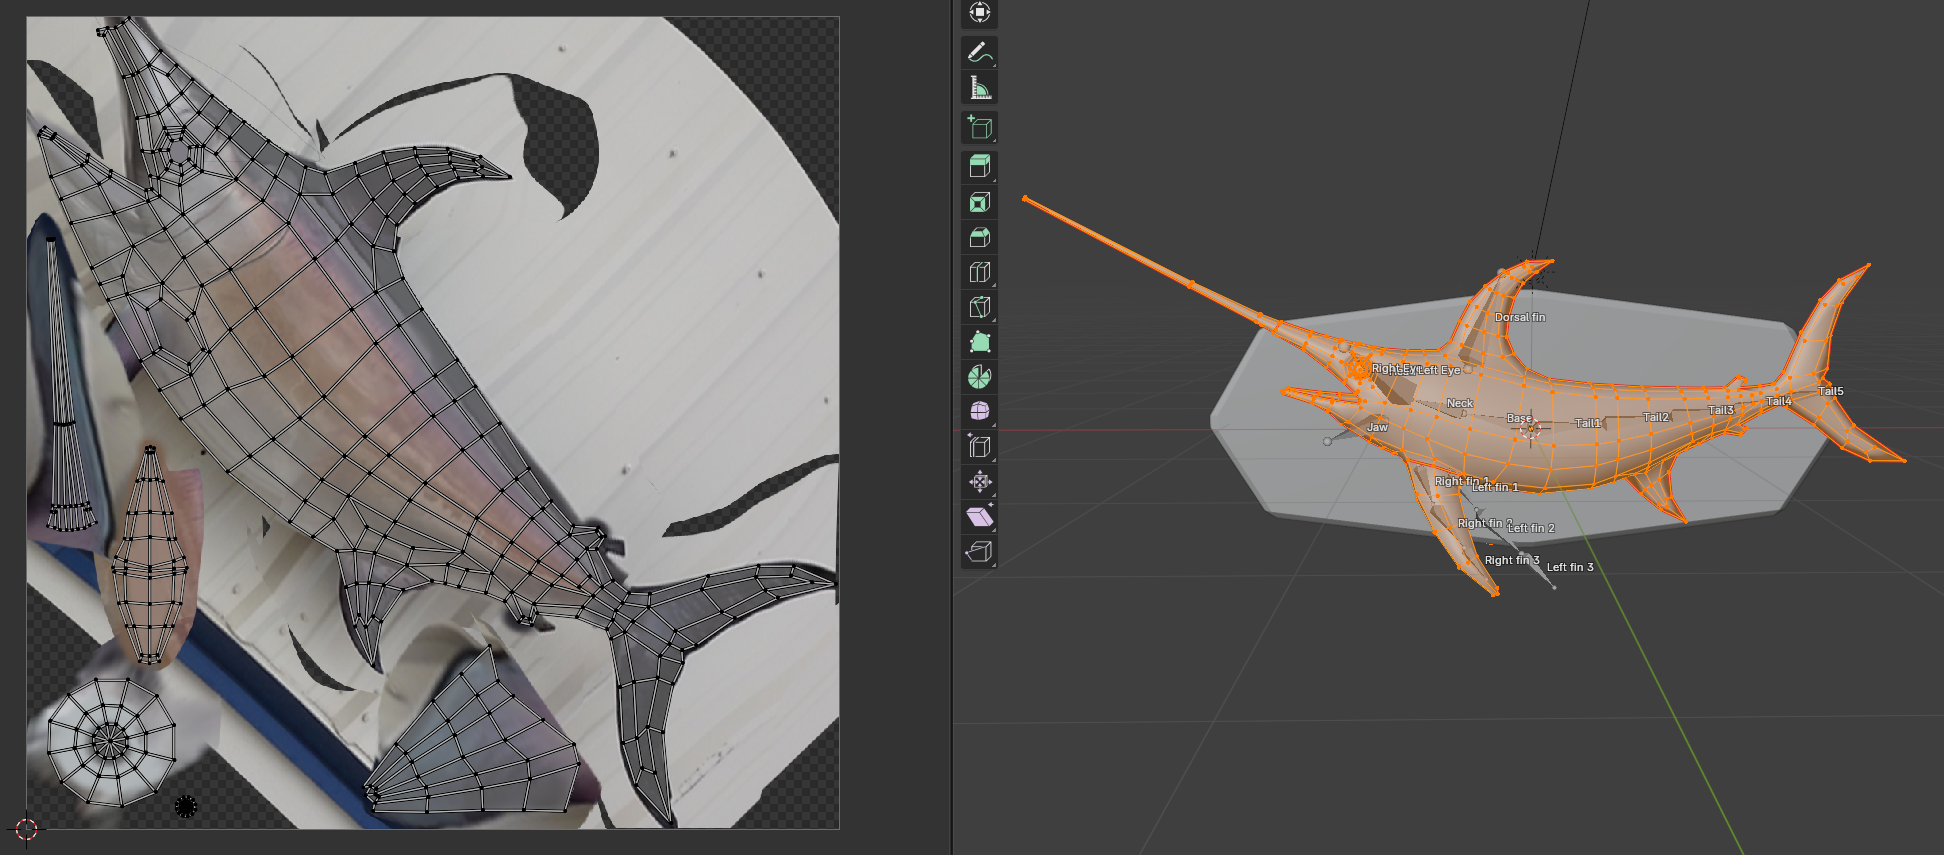 Dorsal fin
Right Eye
Left Eye
Neck
Base
Tail1
Tail2
Tail3
Tail4
Tail5
Jaw
Right fin 1
Left fin 1
Right fin 2
Left fin 2
Right fin 3
Left fin 3